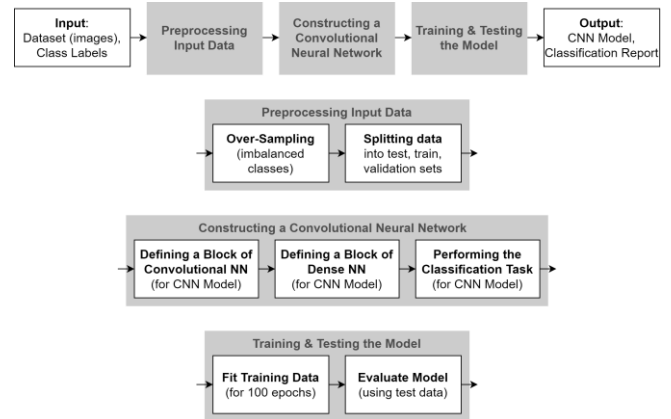 Input:
Dataset (images),
Class Labels
Preprocessing
Input Data
Constructing a
Convolutional
Neural Network
Training & Testing
the Model
Output:
CNN Model,
Classification Report
Preprocessing Input Data
Over-Sampling
(imbalanced
classes)
Splitting data
into test, train,
validation sets
Constructing a Convolutional Neural Network
Defining a Block of
Convolutional NN
(for CNN Model)
Defining a Block of
Dense NN
(for CNN Model)
Performing the
Classification Task
(for CNN Model)
Training & Testing the Model
Fit Training Data
(for 100 epochs)
Evaluate Model
(using test data)